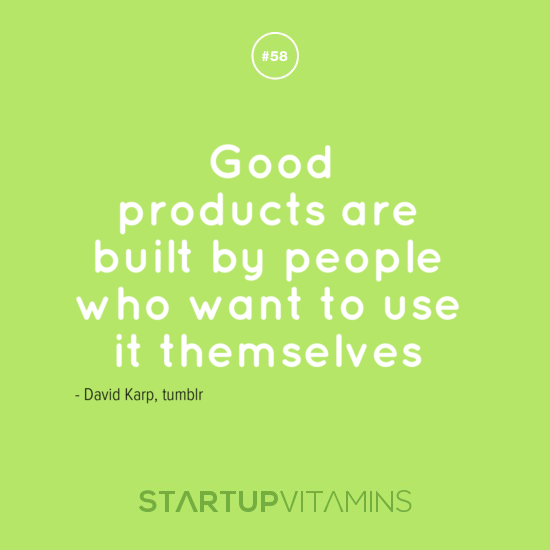 #58
Good
products are
built by people
who want to use
it themselves
- David Karp, tumblr
STARTUPVITAMINS